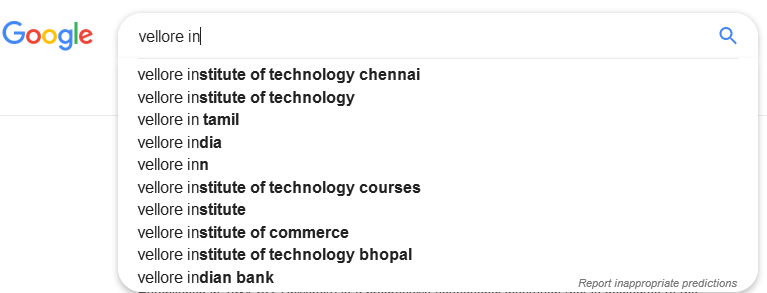 Google
vellore in
vellore institute of technology chennai
vellore institute of technology
vellore in tamil
vellore india
vellore inn
vellore institute of technology courses
vellore institute
vellore institute of commerce
vellore institute of technology bhopal
vellore indian bank
Report inappropriate predictions